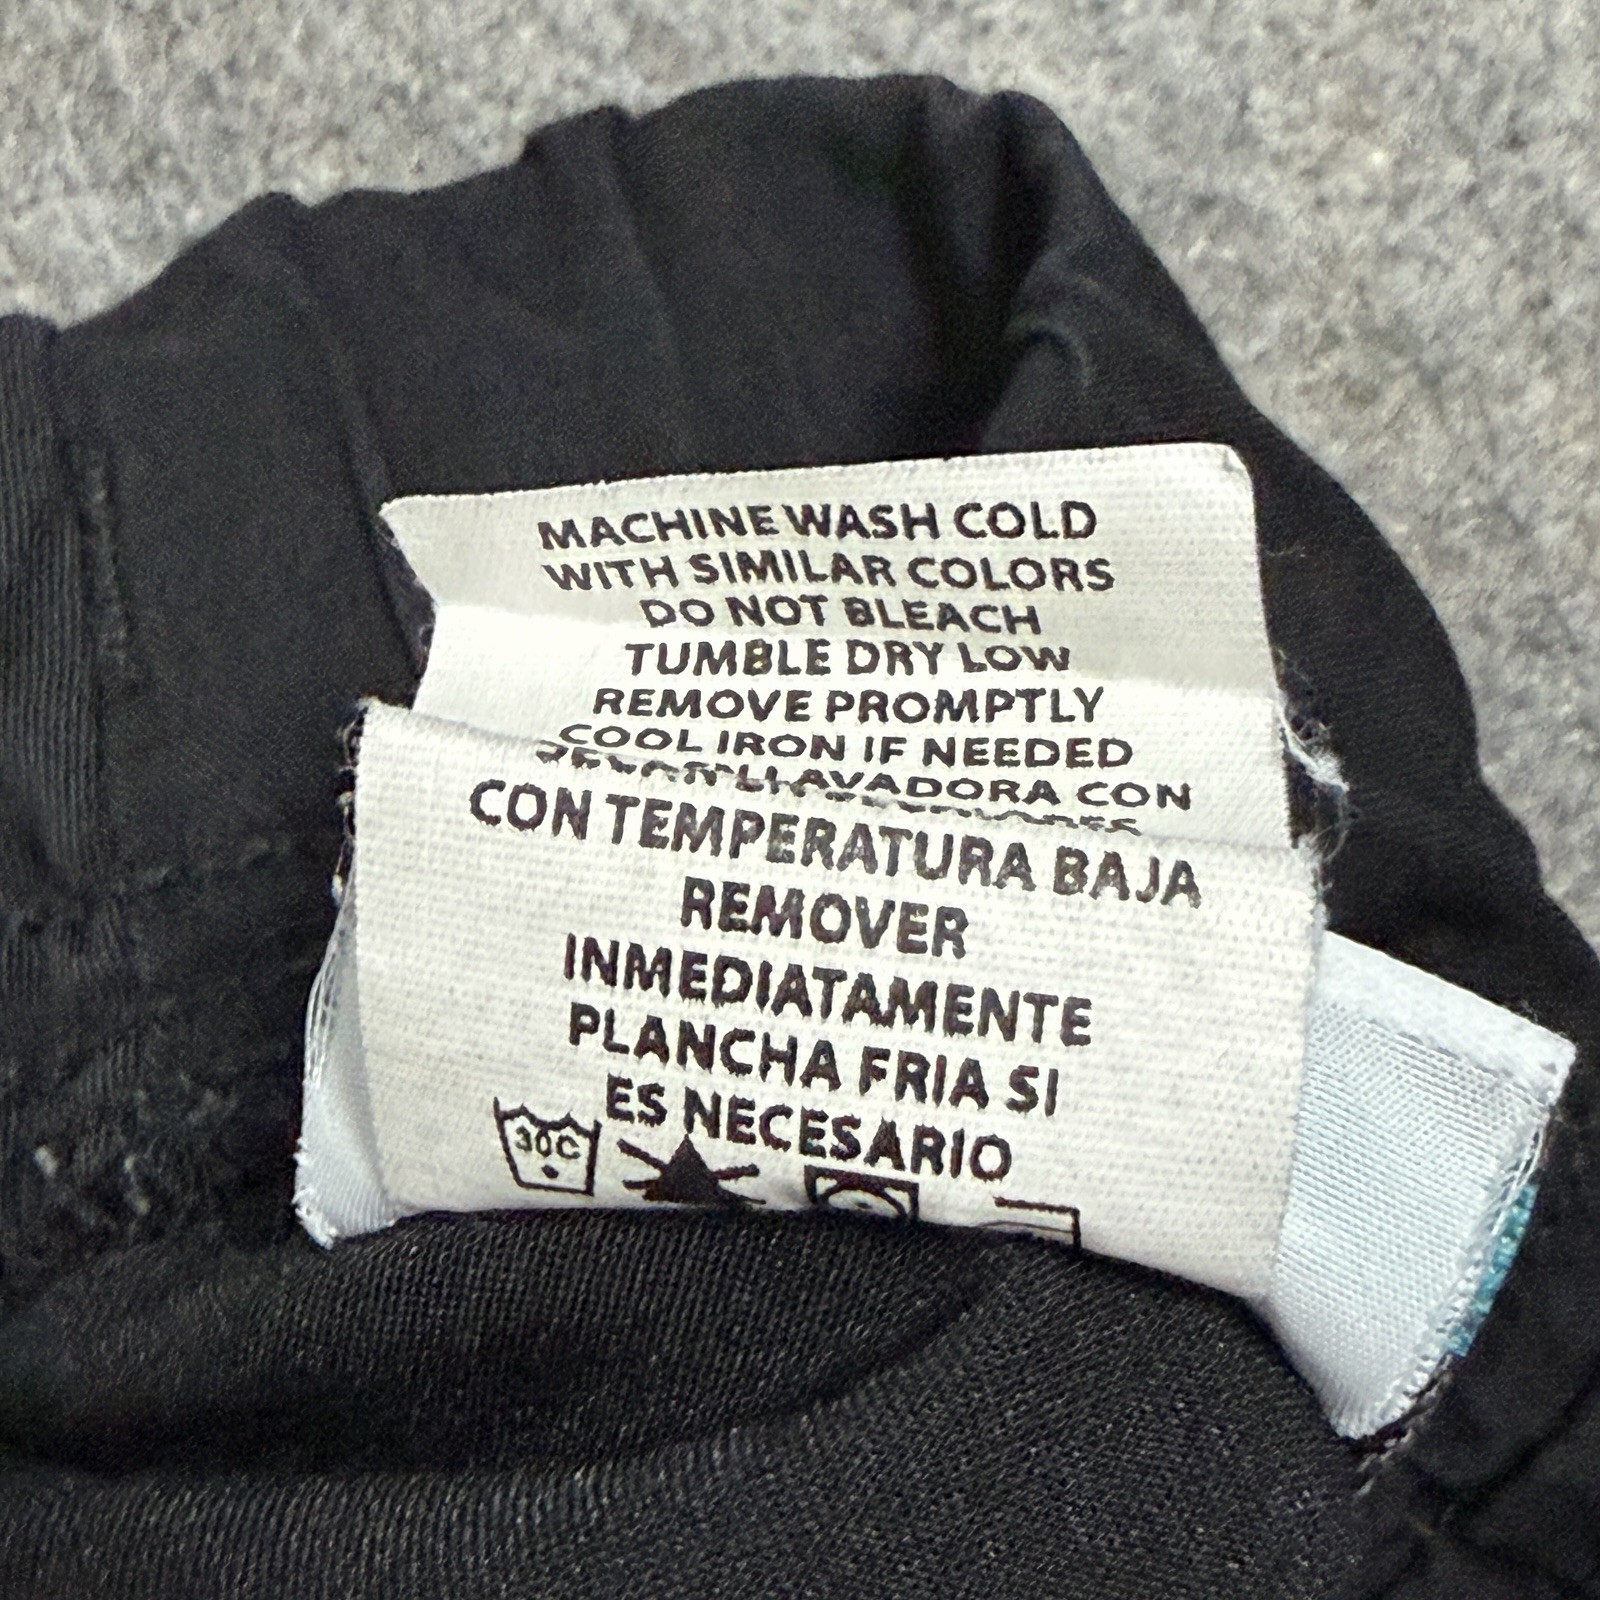 MACHINE WASH COLD
WITH SIMILAR COLORS
DO NOT BLEACH
TUMBLE DRY LOW
REMOVE PROMPTLY
COOL IRON IF NEEDED
LAVADORA CON
CON TEMPERATURA BAJA
REMOVER
INMEDIATAMENTE
PLANCHA FRIA SI
ES NECESARIO
30C